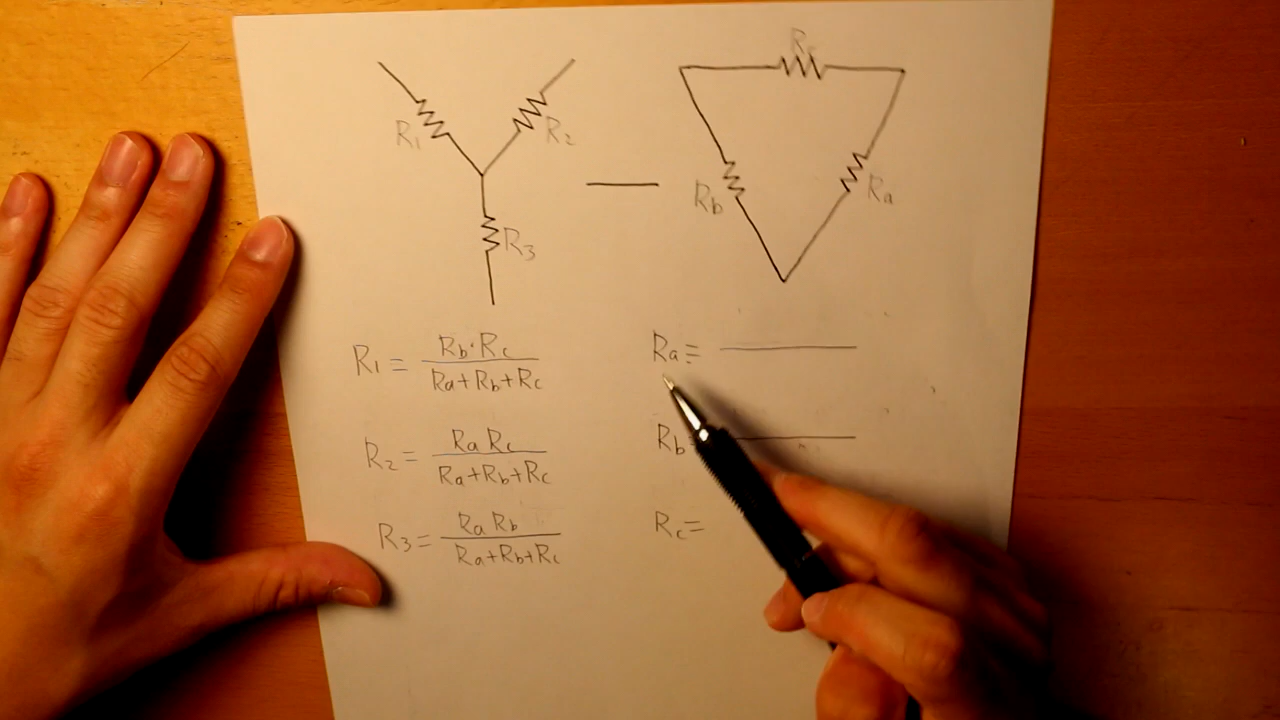 R₁
R₂
R₃
Rc
Rb
Ra
R₁ = Rb·Rc / Ra+Rb+Rc
R₂ = Ra Rc / Ra+Rb+Rc
R₃ = Ra Rb / Ra+Rb+Rc
Ra =
Rb =
Rc =